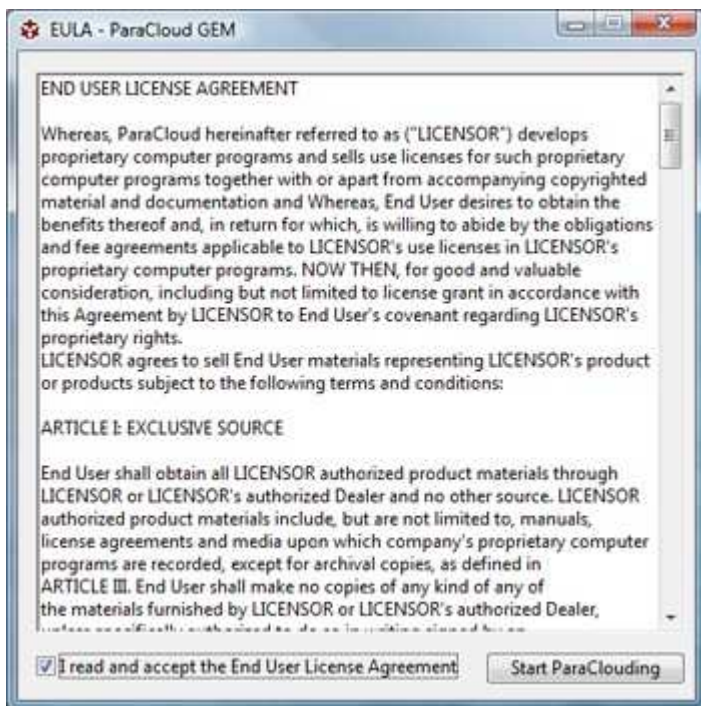 EULA - ParaCloud GEM
END USER LICENSE AGREEMENT
Whereas, ParaCloud hereinafter referred to as ("LICENSOR") develops
proprietary computer programs and sells use licenses for such proprietary
computer programs together with or apart from accompanying copyrighted
material and documentation and Whereas, End User desires to obtain the
benefits thereof and, in return for which, is willing to abide by the obligations
and fee agreements applicable to LICENSOR's use licenses in LICENSOR's
proprietary computer programs. NOW THEN, for good and valuable
consideration, including but not limited to license grant in accordance with
this Agreement by LICENSOR to End User's covenant regarding LICENSOR's
proprietary rights.
LICENSOR agrees to sell End User materials representing LICENSOR's product
or products subject to the following terms and conditions:
ARTICLE I: EXCLUSIVE SOURCE
End User shall obtain all LICENSOR authorized product materials through
LICENSOR or LICENSOR's authorized Dealer and no other source. LICENSOR
authorized product materials include, but are not limited to, manuals,
license agreements and media upon which company's proprietary computer
programs are recorded, except for archival copies, as defined in
ARTICLE III. End User shall make no copies of any kind of any of
the materials furnished by LICENSOR or LICENSOR's authorized Dealer,
I read and accept the End User License Agreement
Start ParaClouding